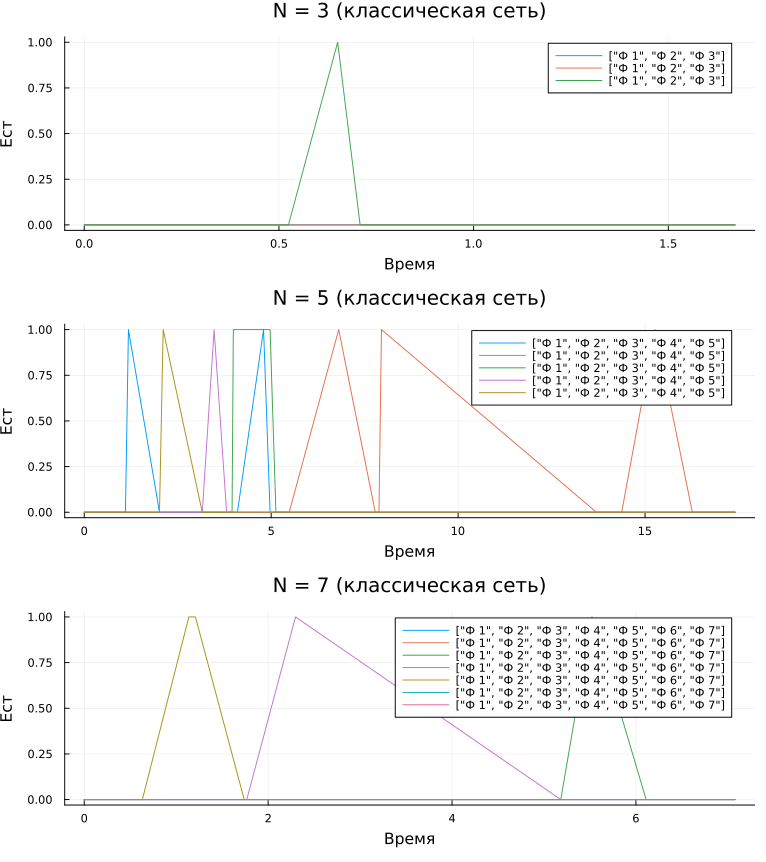 N = 3 (классическая сеть)
1.00
["Ф 1", "Ф 2", "Ф 3"]
["Ф 1", "Ф 2", "Ф 3"]
["Ф 1", "Ф 2", "Ф 3"]
0.75
Ест
0.50
0.25
0.00
0.0 0.5 1.0 1.5
Время
N = 5 (классическая сеть)
1.00
["Ф 1", "Ф 2", "Ф 3", "Ф 4", "Ф 5"]
["Ф 1", "Ф 2", "Ф 3", "Ф 4", "Ф 5"]
["Ф 1", "Ф 2", "Ф 3", "Ф 4", "Ф 5"]
["Ф 1", "Ф 2", "Ф 3", "Ф 4", "Ф 5"]
["Ф 1", "Ф 2", "Ф 3", "Ф 4", "Ф 5"]
0.75
Ест
0.50
0.25
0.00
0 5 10 15
Время
N = 7 (классическая сеть)
1.00
["Ф 1", "Ф 2", "Ф 3", "Ф 4", "Ф 5", "Ф 6", "Ф 7"]
["Ф 1", "Ф 2", "Ф 3", "Ф 4", "Ф 5", "Ф 6", "Ф 7"]
["Ф 1", "Ф 2", "Ф 3", "Ф 4", "Ф 5", "Ф 6", "Ф 7"]
["Ф 1", "Ф 2", "Ф 3", "Ф 4", "Ф 5", "Ф 6", "Ф 7"]
["Ф 1", "Ф 2", "Ф 3", "Ф 4", "Ф 5", "Ф 6", "Ф 7"]
["Ф 1", "Ф 2", "Ф 3", "Ф 4", "Ф 5", "Ф 6", "Ф 7"]
["Ф 1", "Ф 2", "Ф 3", "Ф 4", "Ф 5", "Ф 6", "Ф 7"]
0.75
Ест
0.50
0.25
0.00
0 2 4 6
Время